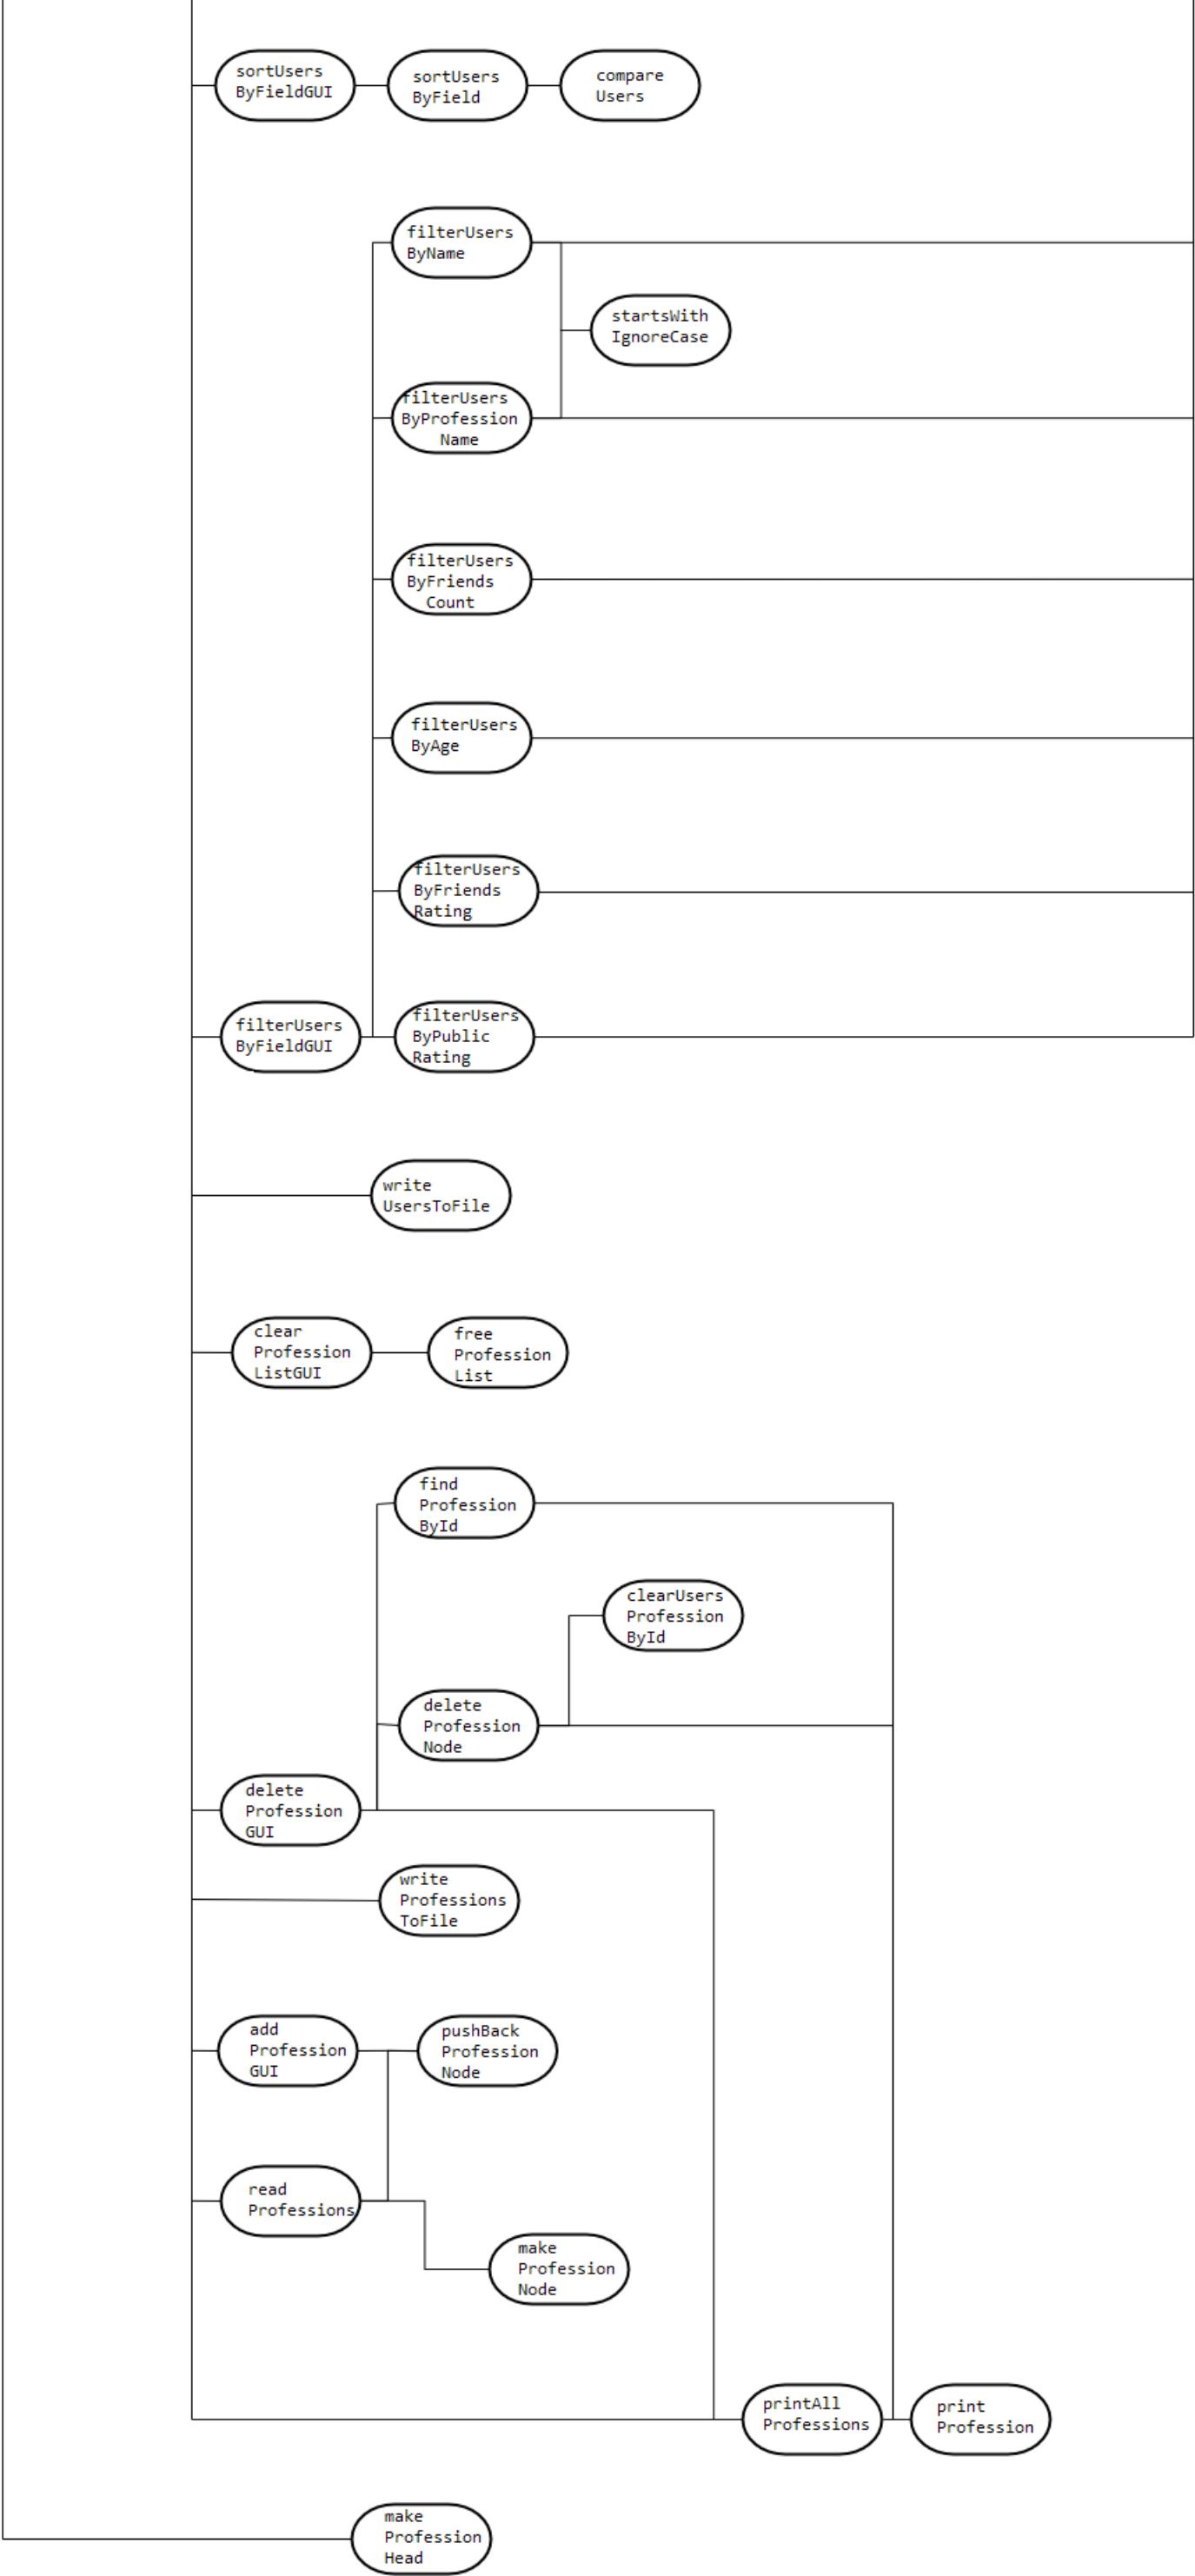 sortUsers
ByFieldGUI
sortUsers
ByField
compare
Users
filterUsers
ByName
startsWith
IgnoreCase
filterUsers
ByProfession
Name
filterUsers
ByFriends
Count
filterUsers
ByAge
filterUsers
ByFriends
Rating
filterUsers
ByFieldGUI
filterUsers
ByPublic
Rating
write
UsersToFile
clear
Profession
ListGUI
free
Profession
List
find
Profession
ById
clearUsers
Profession
ById
delete
Profession
Node
delete
Profession
GUI
write
Professions
ToFile
add
Profession
GUI
pushBack
Profession
Node
read
Professions
make
Profession
Node
printAll
Professions
print
Profession
make
Profession
Head